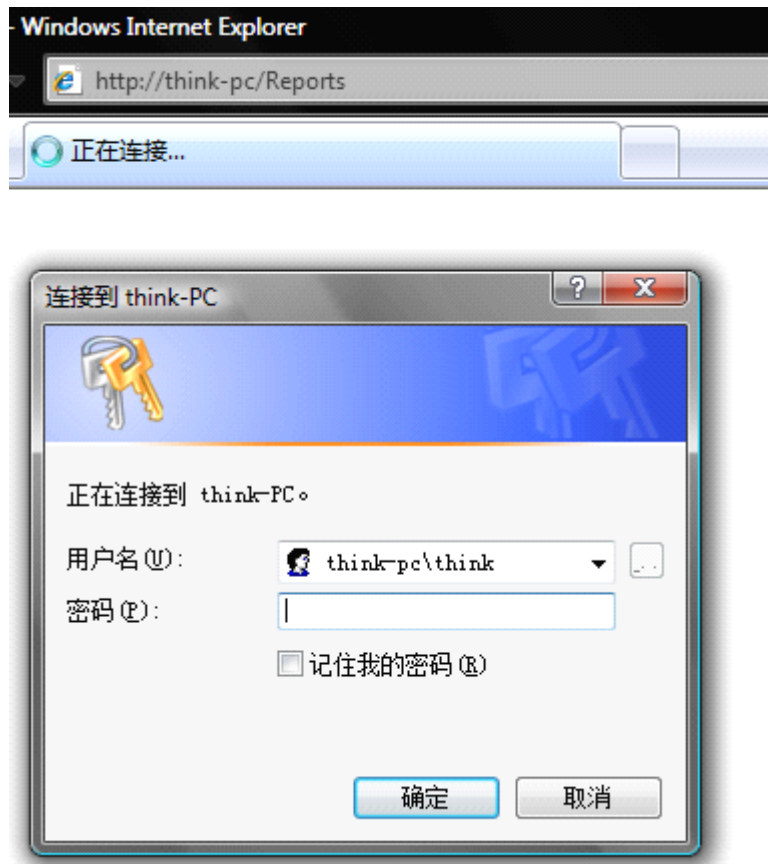 - Windows Internet Explorer
http://think-pc/Reports
正在连接...
连接到 think-PC
正在连接到 think-PC。
用户名(U):
think-pc\think
密码(P):
记住我的密码(R)
确定
取消